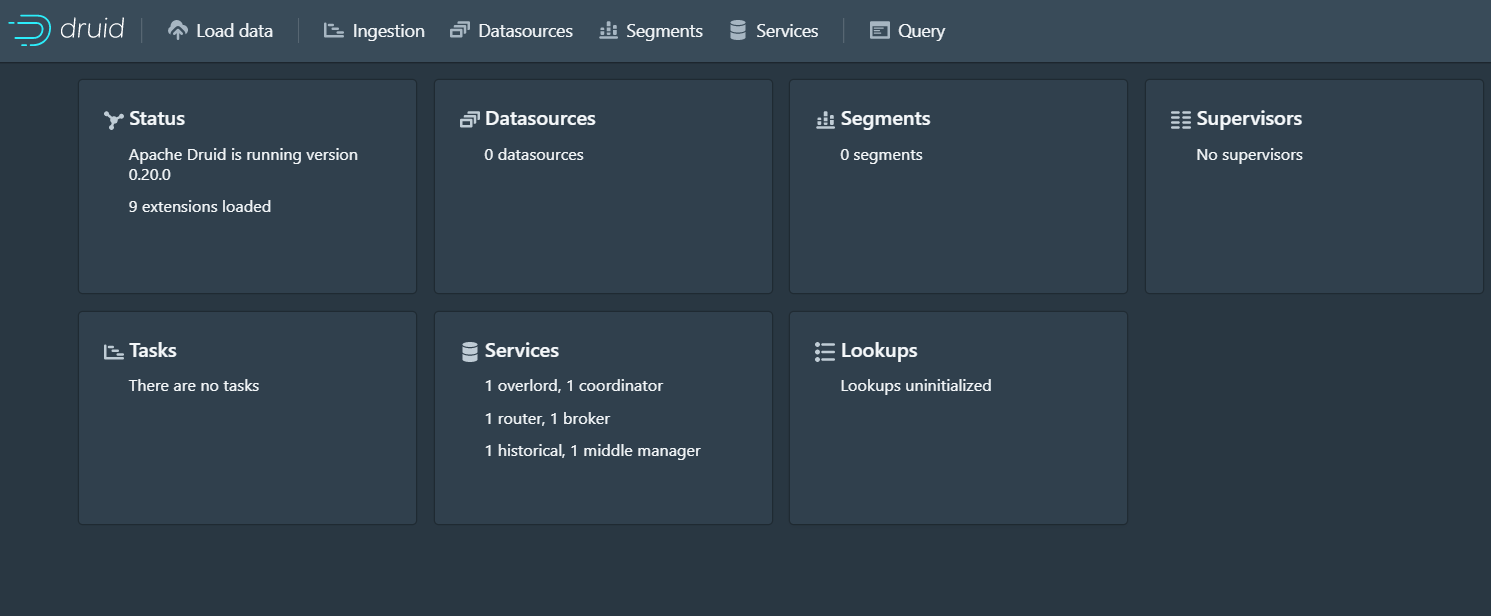 druid
Load data
Ingestion
Datasources
Segments
Services
Query
Status
Apache Druid is running version
0.20.0
9 extensions loaded
Datasources
0 datasources
Segments
0 segments
Supervisors
No supervisors
Tasks
There are no tasks
Services
1 overlord, 1 coordinator
1 router, 1 broker
1 historical, 1 middle manager
Lookups
Lookups uninitialized